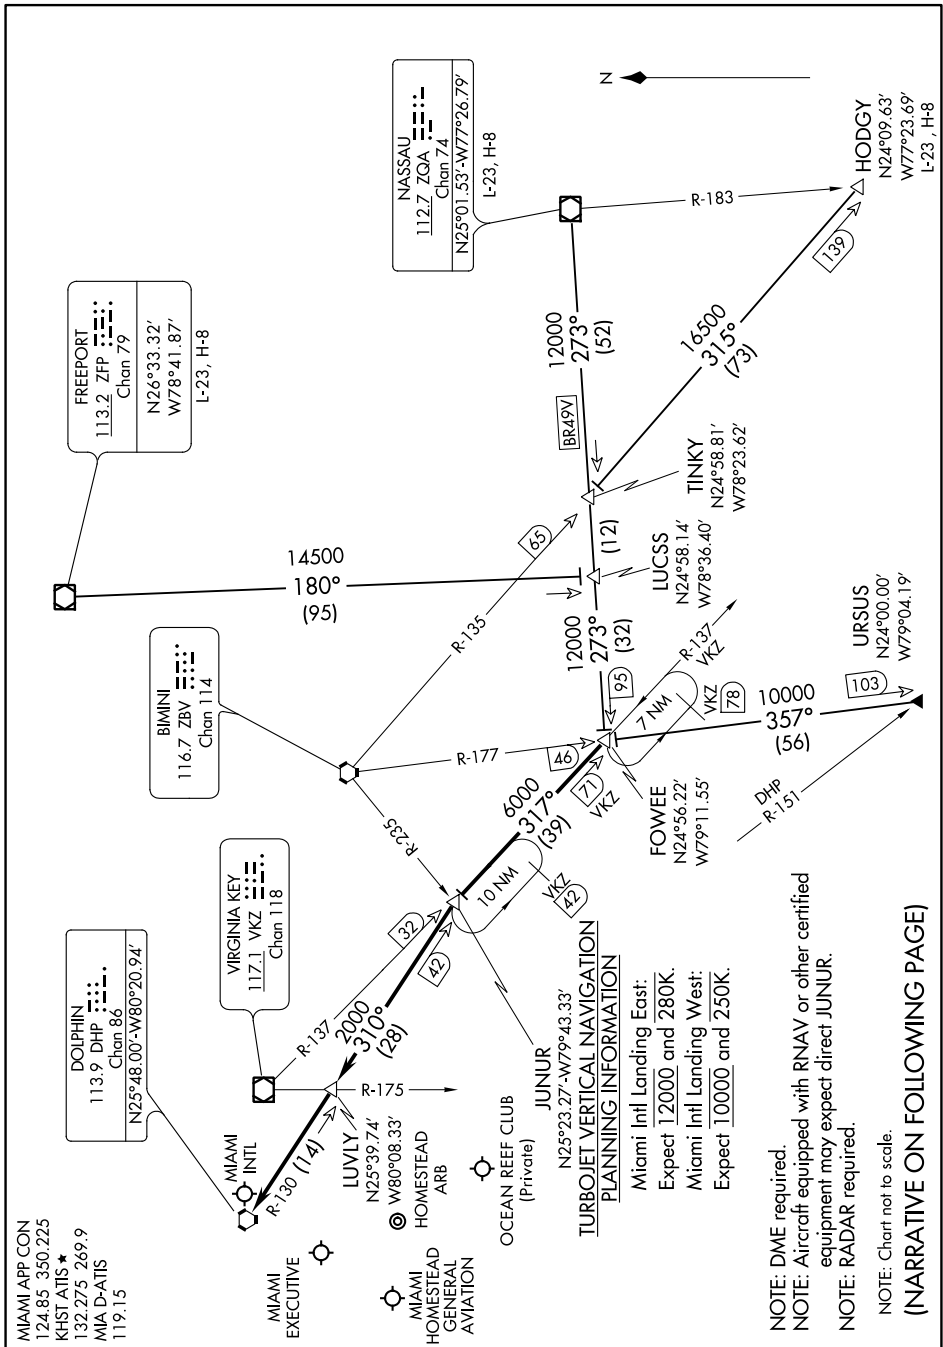 MIAMI APP CON
124.85 350.225
KHST ATIS ★
132.275 269.9
MIA D-ATIS
119.15
DOLPHIN
113.9 DHP
Chan 86
N25°48.00'-W80°20.94'
VIRGINIA KEY
117.1 VKZ
Chan 118
BIMINI
116.7 ZBV
Chan 114
FREEPORT
113.2 ZFP
Chan 79
N26°33.32'
W78°41.87'
L-23, H-8
NASSAU
112.7 ZQA
Chan 74
N25°01.53'-W77°26.79'
L-23, H-8
N
MIAMI
INTL
R-130 (14)
LUVLY
N25°39.74'
W80°08.33'
R-175
R-137
32
42
2000
310°
(28)
MIAMI
EXECUTIVE
HOMESTEAD
ARB
MIAMI
HOMESTEAD
GENERAL
AVIATION
OCEAN REEF CLUB
(Private)
JUNUR
N25°23.27'-W79°43.33'
R-235
10 NM
VKZ
42
6000
317°
(39)
R-177
46
71
VKZ
R-135
65
14500
180°
(95)
FOWEE
N24°56.22'
W79°11.55'
95
7 NM
R-137
VKZ
VKZ
78
12000
273°
(32)
LUCSS
N24°58.14'
W78°36.40'
(12)
TINKY
N24°58.81'
W78°23.62'
BR49V
12000
273°
(52)
16500
315°
(73)
R-183
139
HODGY
N24°09.63'
W77°23.69'
L-23 , H-8
10000
357°
(56)
103
URSUS
N24°00.00'
W79°04.19'
DHP
R-151
TURBOJET VERTICAL NAVIGATION
PLANNING INFORMATION
Miami Intl Landing East:
Expect 12000 and 280K.
Miami Intl Landing West:
Expect 10000 and 250K.
NOTE: DME required.
NOTE: Aircraft equipped with RNAV or other certified
equipment may expect direct JUNUR.
NOTE: RADAR required.
NOTE: Chart not to scale.
(NARRATIVE ON FOLLOWING PAGE)